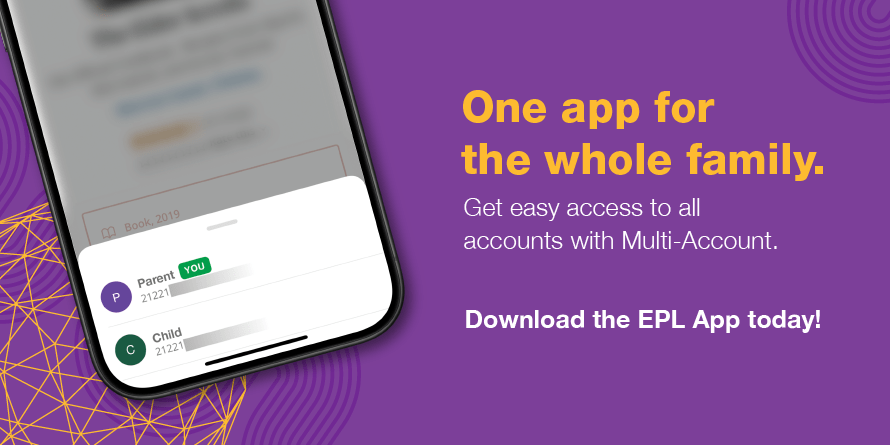 Book, 2019
Parent YOU
21221
Child
21221
P
C
One app for
the whole family.
Get easy access to all
accounts with Multi-Account.
Download the EPL App today!